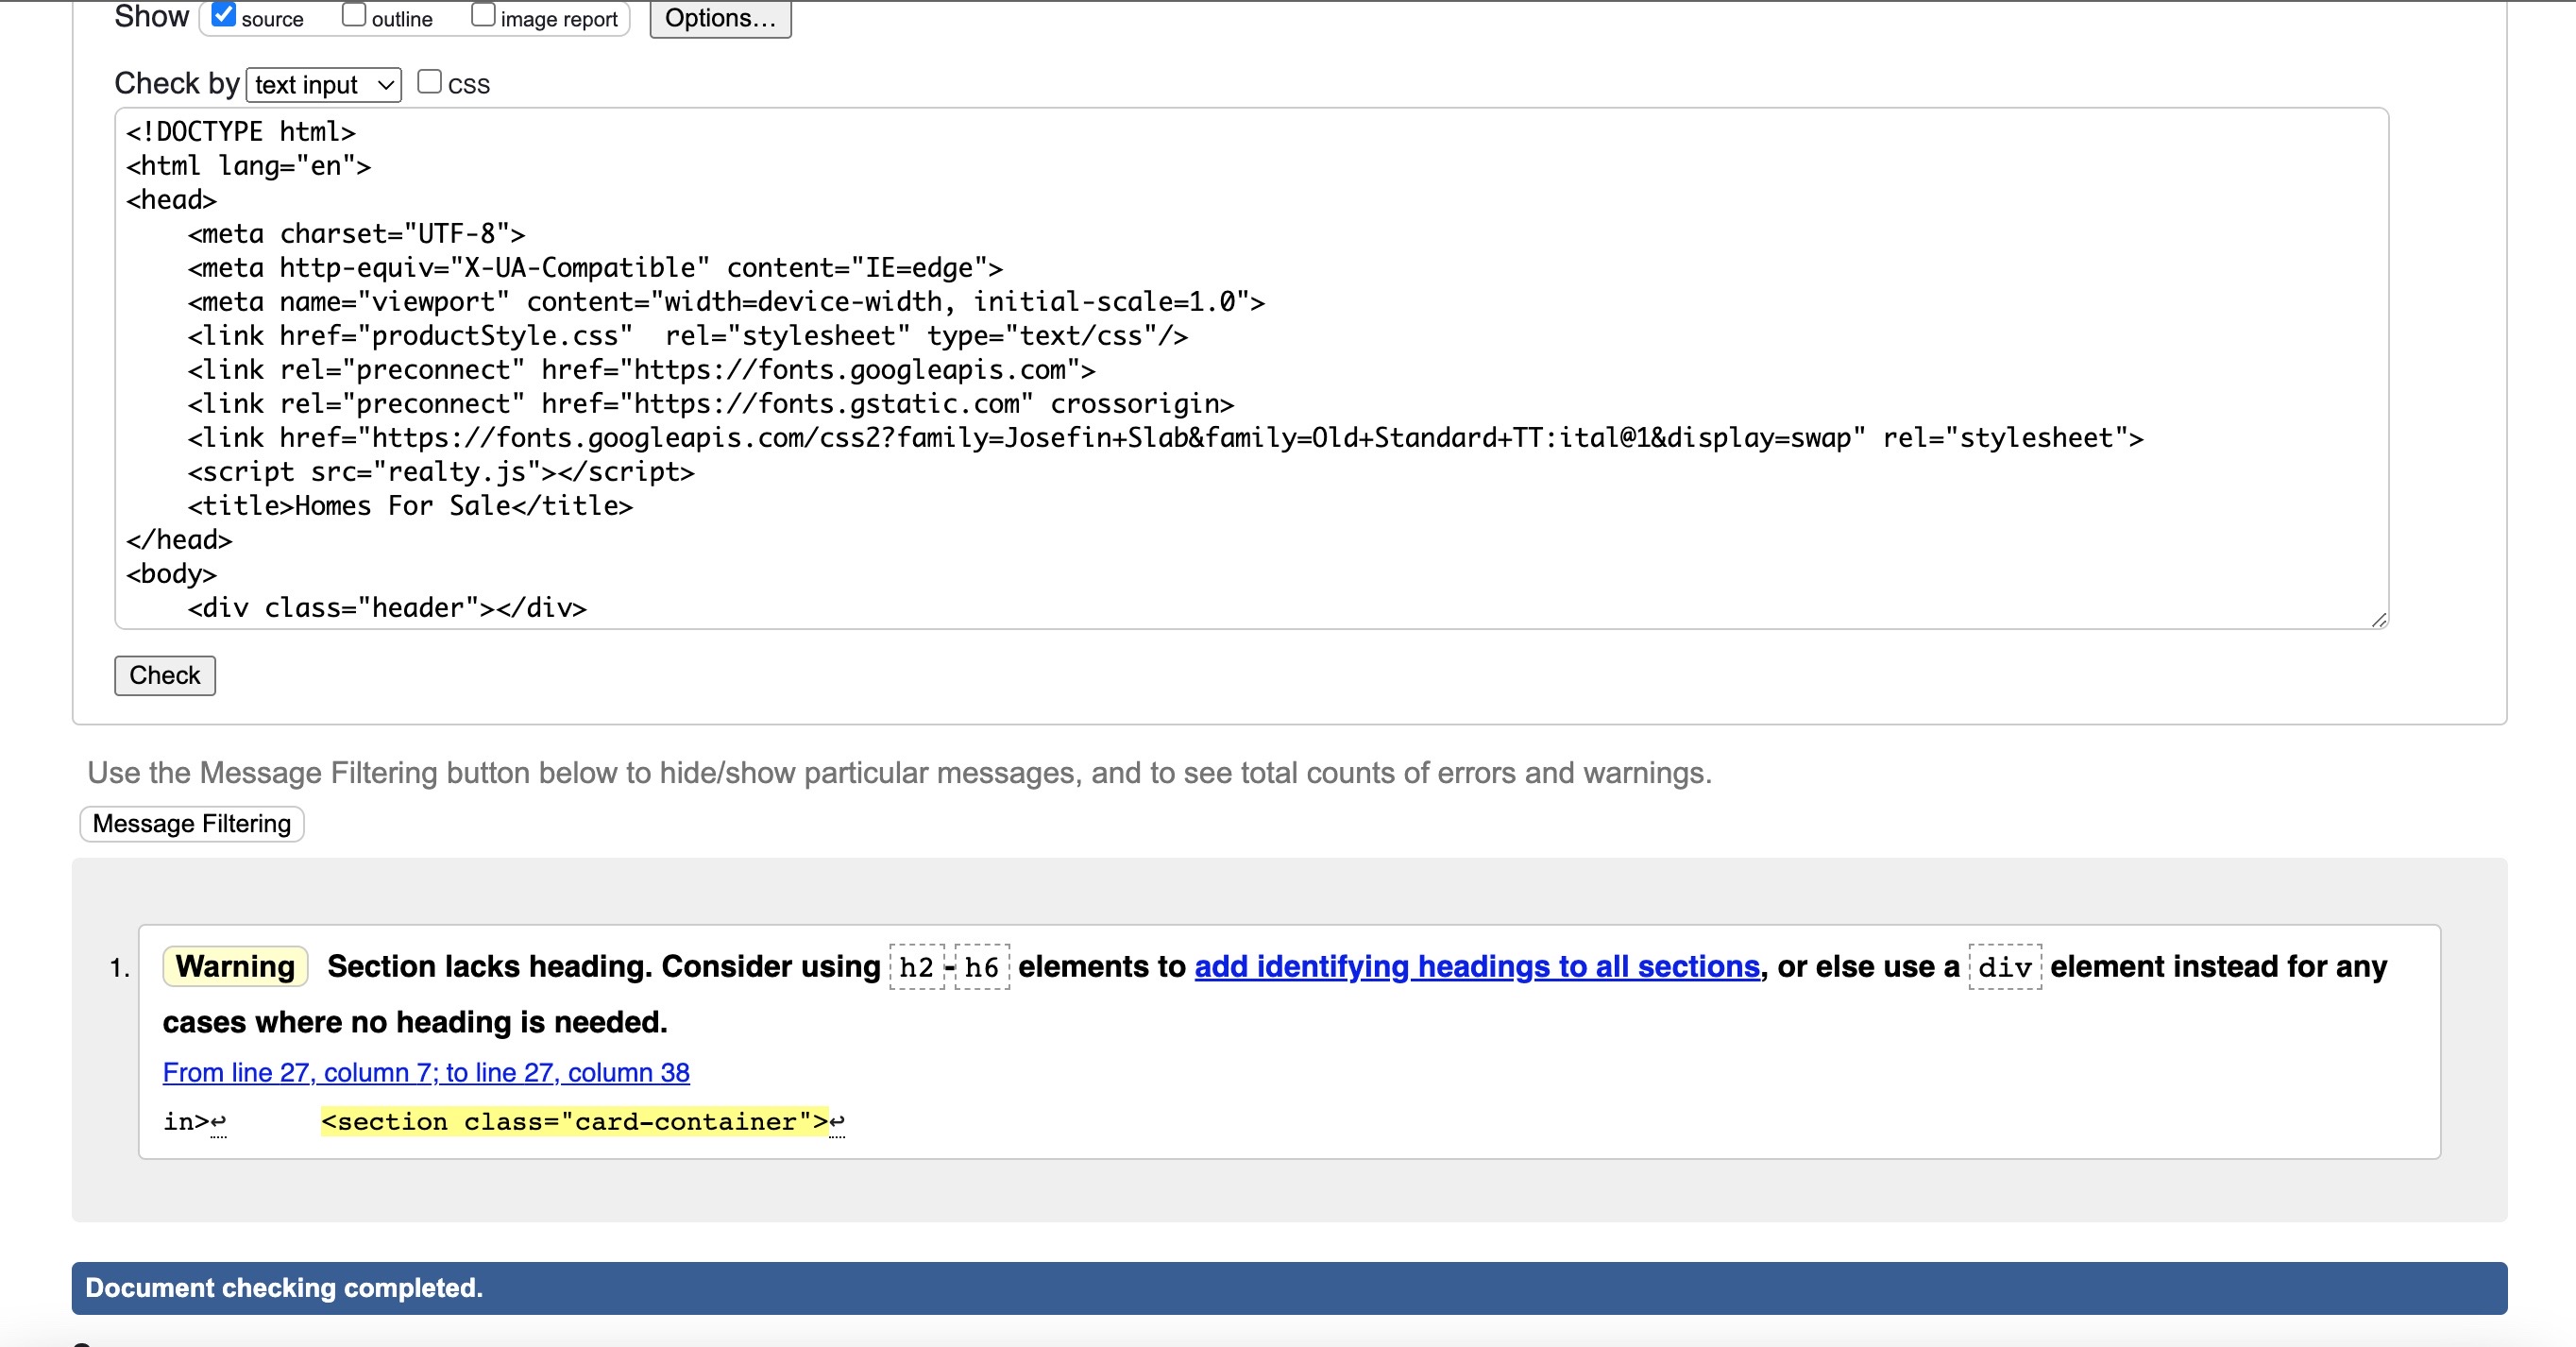 Show source outline image report Options...
Check by text input CSS
<!DOCTYPE html>
<html lang="en">
<head>
    <meta charset="UTF-8">
    <meta http-equiv="X-UA-Compatible" content="IE=edge">
    <meta name="viewport" content="width=device-width, initial-scale=1.0">
    <link href="productStyle.css"  rel="stylesheet" type="text/css"/>
    <link rel="preconnect" href="https://fonts.googleapis.com">
    <link rel="preconnect" href="https://fonts.gstatic.com" crossorigin>
    <link href="https://fonts.googleapis.com/css2?family=Josefin+Slab&family=Old+Standard+TT:ital@1&display=swap" rel="stylesheet">
    <script src="realty.js"></script>
    <title>Homes For Sale</title>
</head>
<body>
    <div class="header"></div>
Check
Use the Message Filtering button below to hide/show particular messages, and to see total counts of errors and warnings.
Message Filtering
1. Warning Section lacks heading. Consider using h2-h6 elements to add identifying headings to all sections, or else use a div element instead for any
cases where no heading is needed.
From line 27, column 7; to line 27, column 38
in>↩      <section class="card-container">↩
Document checking completed.